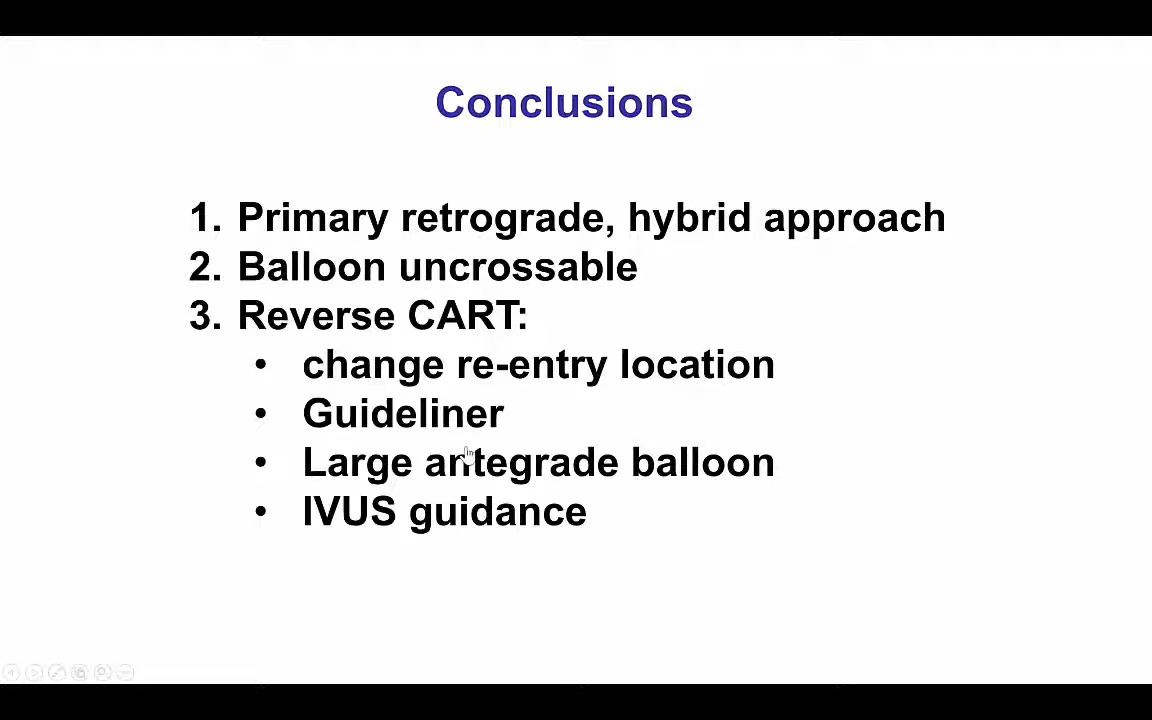 Conclusions
1. Primary retrograde, hybrid approach
2. Balloon uncrossable
3. Reverse CART:
• change re-entry location
• Guideliner
• Large antegrade balloon
• IVUS guidance